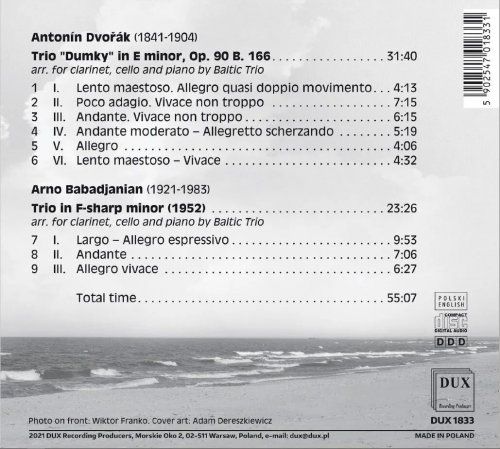 Antonín Dvořák (1841-1904)
Trio "Dumky" in E minor, Op. 90 B. 166 31:40
arr. for clarinet, cello and piano by Baltic Trio
1 I. Lento maestoso. Allegro quasi doppio movimento 4:13
2 II. Poco adagio. Vivace non troppo 7:15
3 III. Andante. Vivace non troppo 6:15
4 IV. Andante moderato – Allegretto scherzando 5:19
5 V. Allegro 4:06
6 VI. Lento maestoso – Vivace 4:32
Arno Babadjanian (1921-1983)
Trio in F-sharp minor (1952) 23:26
arr. for clarinet, cello and piano by Baltic Trio
7 I. Largo – Allegro espressivo 9:53
8 II. Andante 7:06
9 III. Allegro vivace 6:27
Total time 55:07
5 902547 018331
POLSKI
ENGLISH
COMPACT
disc
DIGITAL AUDIO
DDD
DUX
Recording Producers
DUX 1833
MADE IN POLAND
Photo on front: Wiktor Franko. Cover art: Adam Dereszkiewicz
2021 DUX Recording Producers, Morskie Oko 2, 02-511 Warsaw, Poland, e-mail: dux@dux.pl